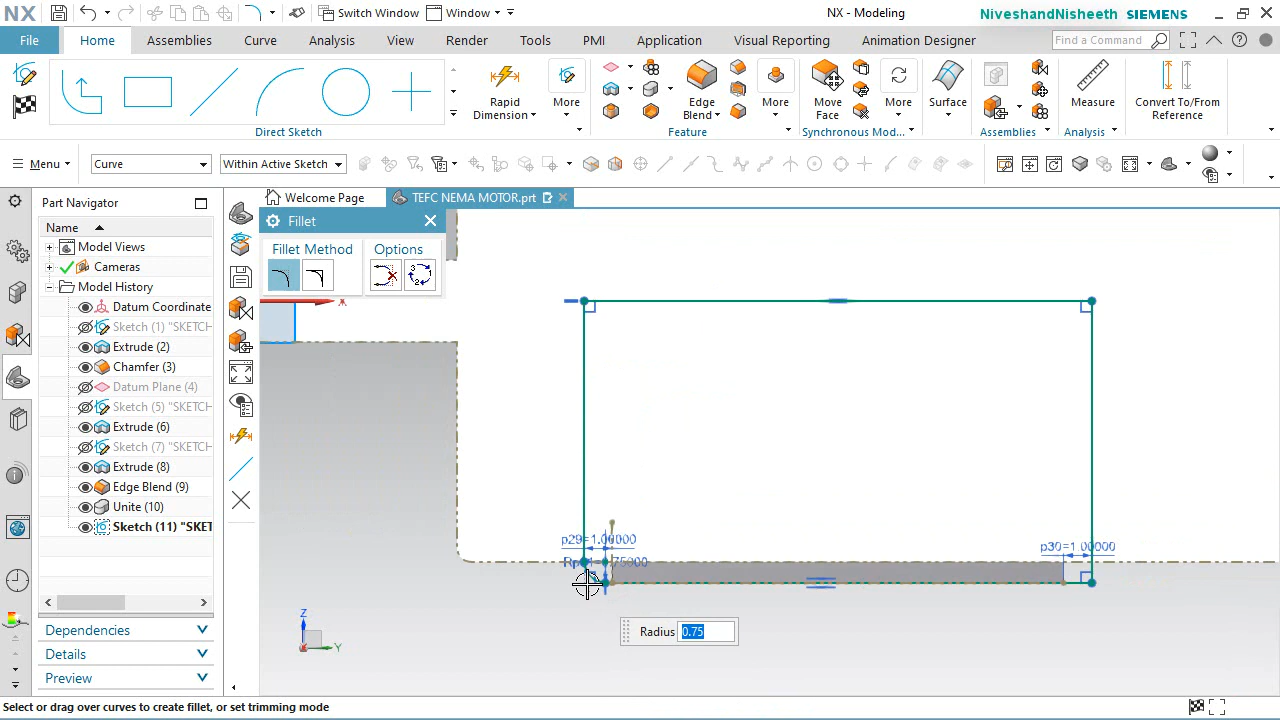 NX
Switch Window
Window
NX - Modeling
NiveshandNisheeth SIEMENS
File
Home
Assemblies
Curve
Analysis
View
Render
Tools
PMI
Application
Visual Reporting
Animation Designer
Find a Command
Rapid Dimension
More
Edge Blend
More
Move Face
More
Surface
Measure
Convert To/From Reference
Direct Sketch
Feature
Synchronous Mod...
Assemblies
Analysis
Menu
Curve
Within Active Sketch
Part Navigator
Welcome Page
TEFC NEMA MOTOR.prt
Name
Fillet
Model Views
Cameras
Model History
Datum Coordinate
Sketch (1) "SKETCH
Extrude (2)
Chamfer (3)
Datum Plane (4)
Sketch (5) "SKETCH
Extrude (6)
Sketch (7) "SKETCH
Extrude (8)
Edge Blend (9)
Unite (10)
Sketch (11) "SKET
Dependencies
Details
Preview
Fillet Method
Options
X
p29=1.00000
p30=1.00000
Z
Y
Radius 0.75
Select or drag over curves to create fillet, or set trimming mode